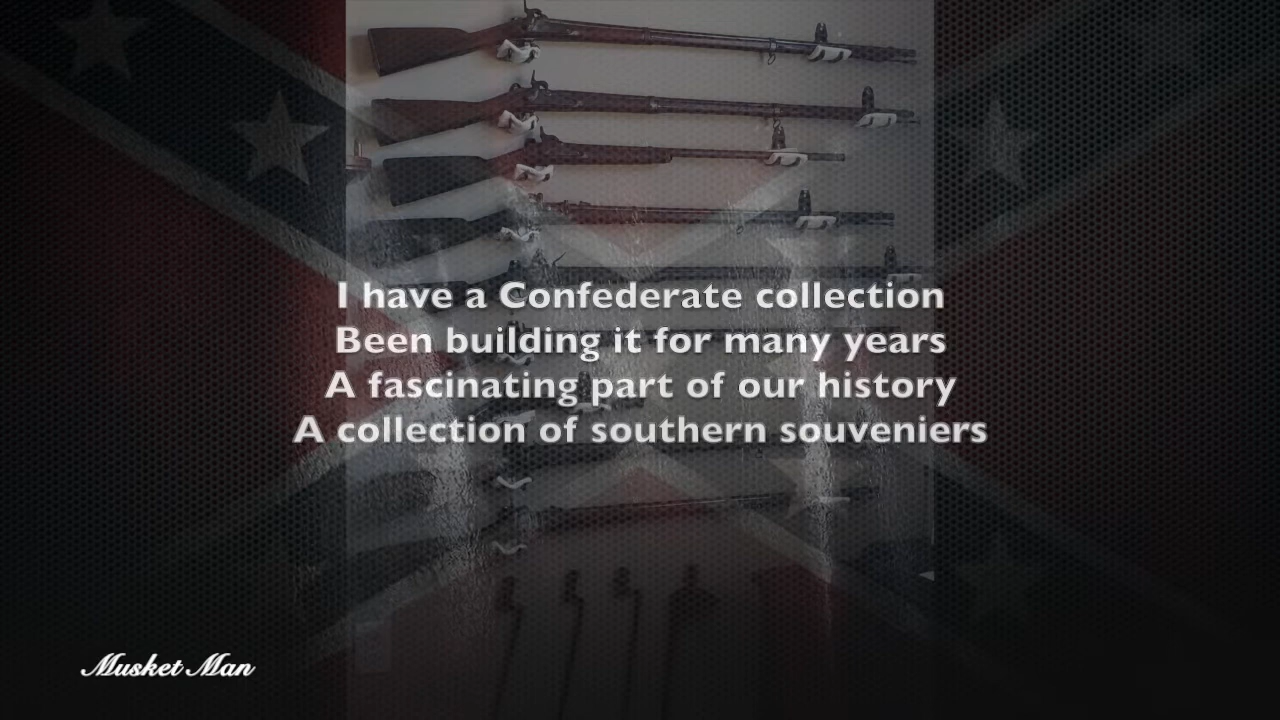 I have a Confederate collection
Been building it for many years
A fascinating part of our history
A collection of southern souveniers
Musket Man